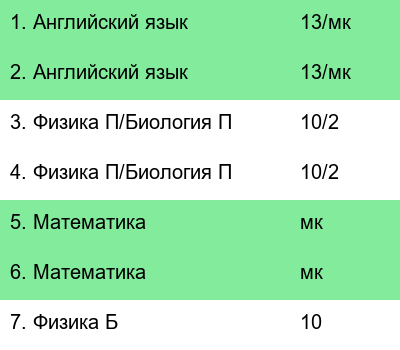 1. Английский язык 13/мк
2. Английский язык 13/мк
3. Физика П/Биология П 10/2
4. Физика П/Биология П 10/2
5. Математика мк
6. Математика мк
7. Физика Б 10